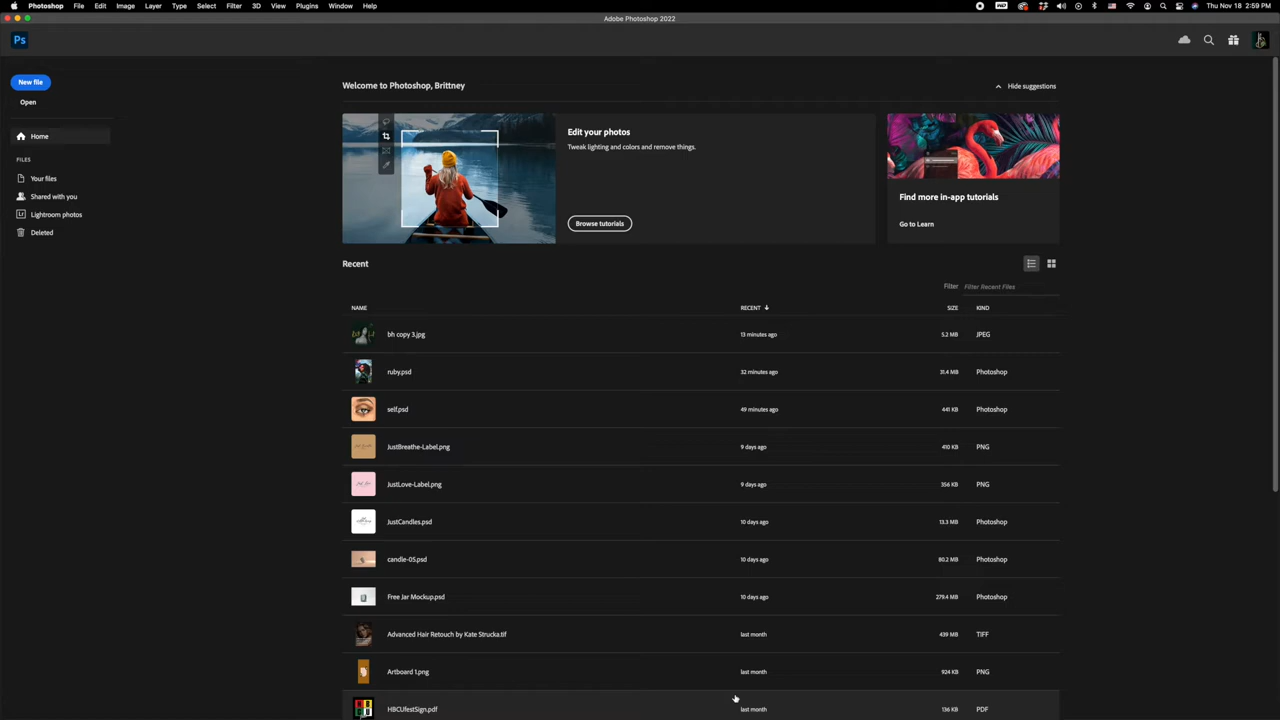 Photoshop File Edit Image Layer Type Select Filter 3D View Plugins Window Help Thu Nov 18 2:59 PM
Adobe Photoshop 2022
Ps
New file
Open
Home
FILES
Your files
Shared with you
Lightroom photos
Deleted
Welcome to Photoshop, Brittney
Hide suggestions
Edit your photos
Tweak lighting and colors and remove things.
Browse tutorials
Find more in-app tutorials
Go to Learn
Recent
Filter Filter Recent Files
NAME RECENT SIZE KIND
bh copy 3.jpg 13 minutes ago 5.2 MB JPEG
ruby.psd 32 minutes ago 31.4 MB Photoshop
self.psd 49 minutes ago 441 KB Photoshop
JustBreathe-Label.png 9 days ago 410 KB PNG
JustLove-Label.png 9 days ago 356 KB PNG
JustCandles.psd 10 days ago 13.3 MB Photoshop
candle-05.psd 10 days ago 80.2 MB Photoshop
Free Jar Mockup.psd 10 days ago 279.4 MB Photoshop
Advanced Hair Retouch by Kate Strucka.tif last month 439 MB TIFF
Artboard 1.png last month 924 KB PNG
HBCUfestSign.pdf last month 136 KB PDF